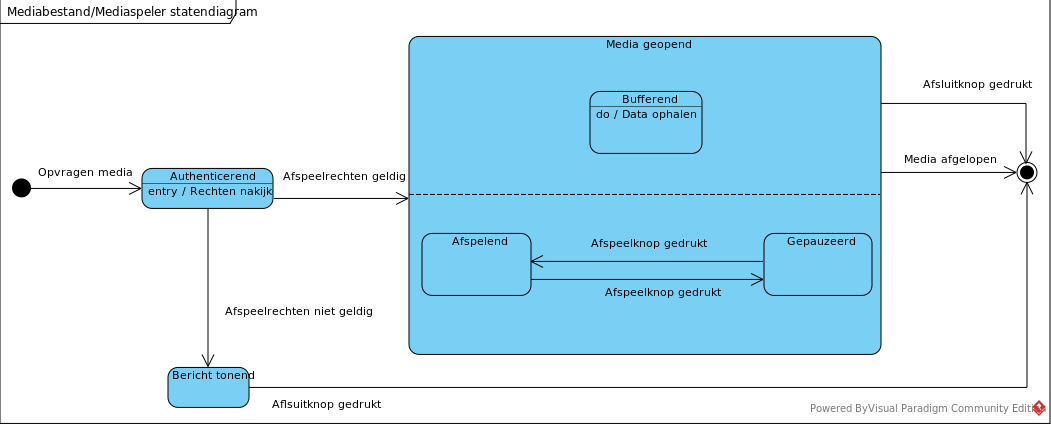 Mediabestand/Mediaspeler statendiagram
Media geopend
Afsluitknop gedrukt
Bufferend
do / Data ophalen
Media afgelopen
Opvragen media
Authenticerend
entry / Rechten nakijk
Afspeelrechten geldig
Afspelend
Afspeelknop gedrukt
Gepauzeerd
Afspeelknop gedrukt
Afspeelrechten niet geldig
Bericht tonend
Aflsuitknop gedrukt
Powered ByVisual Paradigm Community Edition